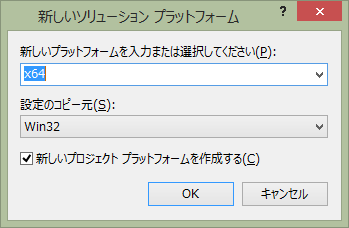 新しいソリューション プラットフォーム
?
新しいプラットフォームを入力または選択してください(P):
x64
設定のコピー元(S):
Win32
新しいプロジェクト プラットフォームを作成する(C)
OK
キャンセル